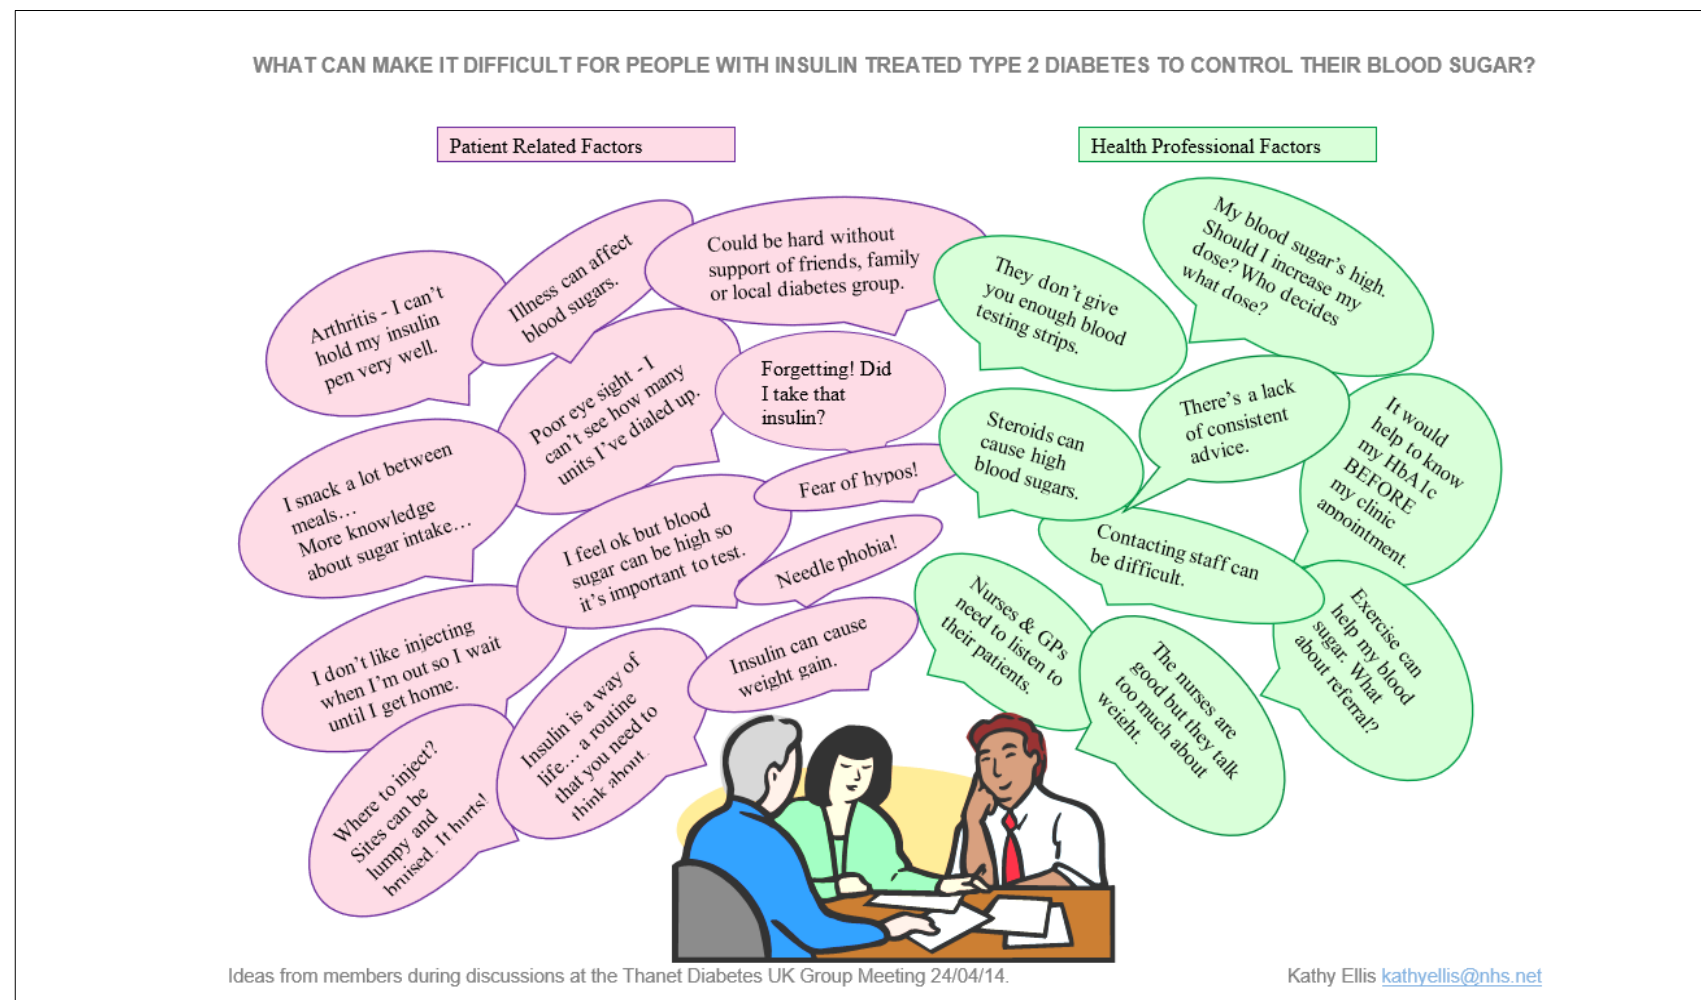 WHAT CAN MAKE IT DIFFICULT FOR PEOPLE WITH INSULIN TREATED TYPE 2 DIABETES TO CONTROL THEIR BLOOD SUGAR?
Patient Related Factors
Health Professional Factors
Arthritis - I can't
hold my insulin
pen very well.
Illness can affect
blood sugars.
Could be hard without
support of friends, family
or local diabetes group.
Poor eye sight - I
can't see how many
units I've dialed up.
Forgetting! Did
I take that
insulin?
I snack a lot between
meals…
More knowledge
about sugar intake…
Fear of hypos!
I feel ok but blood
sugar can be high so
it's important to test.
Needle phobia!
I don't like injecting
when I'm out so I wait
until I get home.
Insulin can cause
weight gain.
Insulin is a way of
life… a routine
that you need to
think about.
Where to inject?
Sites can be
lumpy and
bruised. It hurts!
They don't give
you enough blood
testing strips.
My blood sugar's high.
Should I increase my
dose? Who decides
what dose?
Steroids can
cause high
blood sugars.
There's a lack
of consistent
advice.
It would
help to know
my HbA1c
BEFORE
my clinic
appointment.
Contacting staff can
be difficult.
Nurses & GPs
need to listen to
their patients.
The nurses are
good but they talk
too much about
weight.
Exercise can
help my blood
sugar. What
about referral?
Ideas from members during discussions at the Thanet Diabetes UK Group Meeting 24/04/14.
Kathy Ellis kathyellis@nhs.net